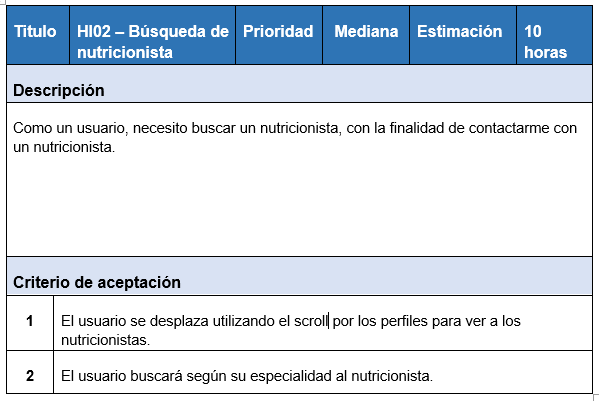 Titulo HI02 – Búsqueda de nutricionista Prioridad Mediana Estimación 10 horas
Descripción
Como un usuario, necesito buscar un nutricionista, con la finalidad de contactarme con
un nutricionista.
Criterio de aceptación
1 El usuario se desplaza utilizando el scroll por los perfiles para ver a los
nutricionistas.
2 El usuario buscará según su especialidad al nutricionista.